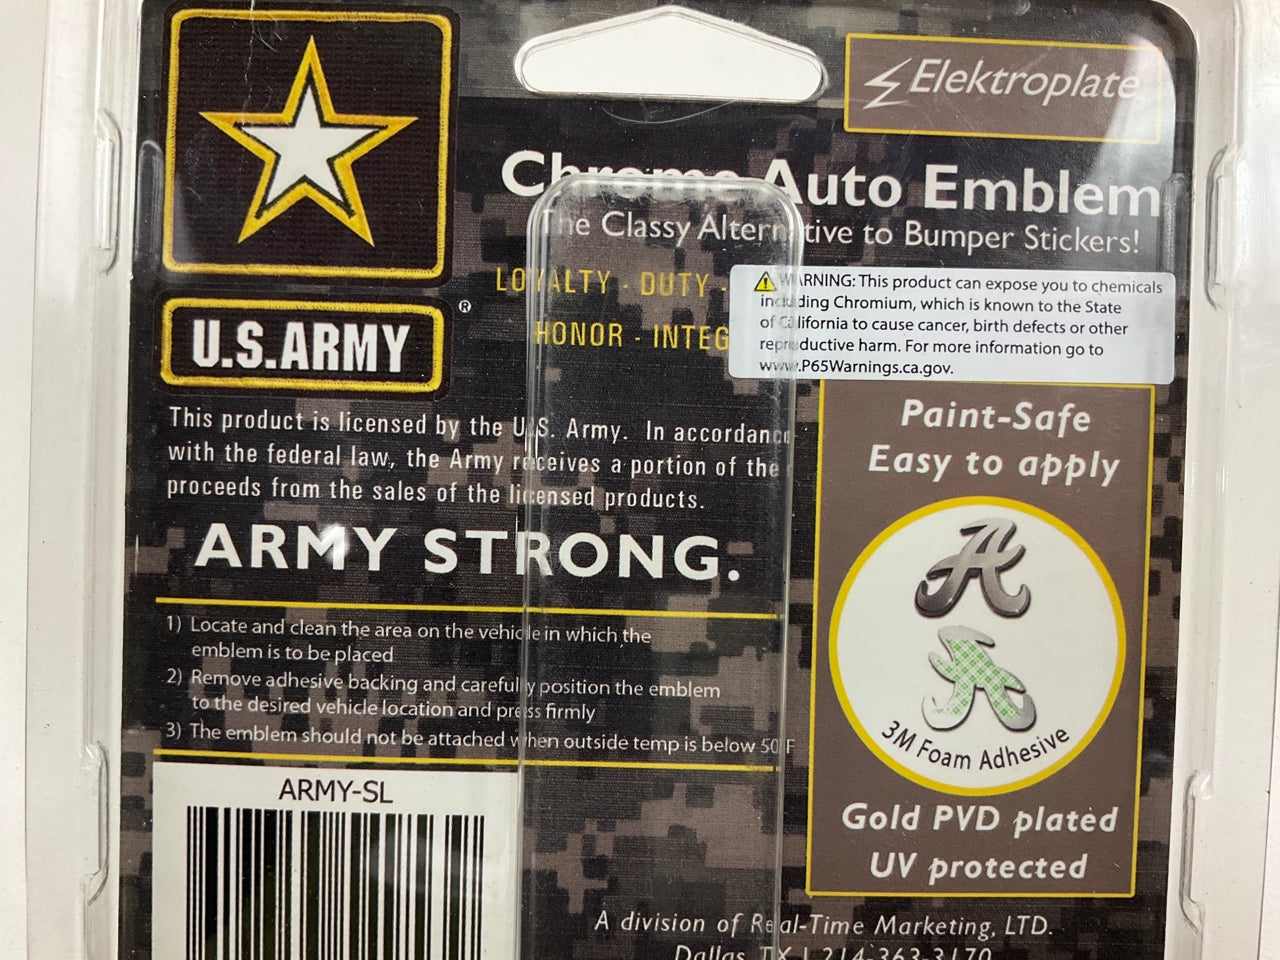 Elektroplate
Chrome Auto Emblem
The Classy Alternative to Bumper Stickers!
LOYALTY - DUTY -
HONOR - INTEG
U.S.ARMY
®
WARNING: This product can expose you to chemicals
including Chromium, which is known to the State
of California to cause cancer, birth defects or other
reproductive harm. For more information go to
www.P65Warnings.ca.gov.
This product is licensed by the U.S. Army. In accordance
with the federal law, the Army receives a portion of the
proceeds from the sales of the licensed products.
ARMY STRONG.
1) Locate and clean the area on the vehicle in which the
emblem is to be placed
2) Remove adhesive backing and carefully position the emblem
to the desired vehicle location and press firmly
3) The emblem should not be attached when outside temp is below 50 F
ARMY-SL
Paint-Safe
Easy to apply
3M Foam Adhesive
Gold PVD plated
UV protected
A division of Real-Time Marketing, LTD.
Dallas, TX | 214-363-3170